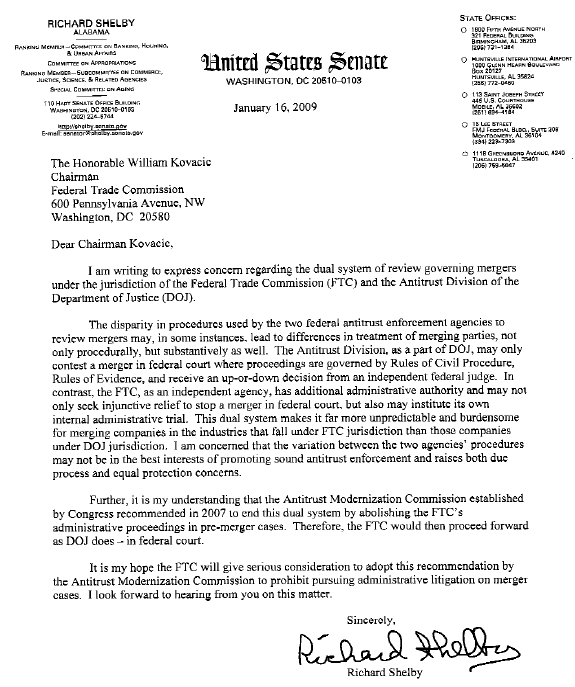 RICHARD SHELBY
ALABAMA
RANKING MEMBER—COMMITTEE ON BANKING, HOUSING,
& URBAN AFFAIRS
COMMITTEE ON APPROPRIATIONS
RANKING MEMBER—SUBCOMMITTEE ON COMMERCE,
JUSTICE, SCIENCE, & RELATED AGENCIES
SPECIAL COMMITTEE ON AGING
110 HART SENATE OFFICE BUILDING
WASHINGTON, DC 20510-0103
(202) 224-5744
http://shelby.senate.gov
E-mail: senator@shelby.senate.gov
United States Senate
WASHINGTON, DC 20510-0103
January 16, 2009
STATE OFFICES:
1800 FIFTH AVENUE NORTH
321 FEDERAL BUILDING
BIRMINGHAM, AL 35203
(205) 731-1384
HUNTSVILLE INTERNATIONAL AIRPORT
1000 GLENN HEARN BOULEVARD
BOX 20127
HUNTSVILLE, AL 35824
(256) 772-0460
113 SAINT JOSEPH STREET
445 U.S. COURTHOUSE
MOBILE, AL 36602
(251) 694-4164
15 LEE STREET
FMJ FEDERAL BLDG., SUITE 208
MONTGOMERY, AL 36104
(334) 223-7303
1118 GREENSBORO AVENUE, #240
TUSCALOOSA, AL 35401
(205) 759-5047
The Honorable William Kovacic
Chairman
Federal Trade Commission
600 Pennsylvania Avenue, NW
Washington, DC 20580
Dear Chairman Kovacic,
I am writing to express concern regarding the dual system of review governing mergers
under the jurisdiction of the Federal Trade Commission (FTC) and the Antitrust Division of the
Department of Justice (DOJ).
The disparity in procedures used by the two federal antitrust enforcement agencies to
review mergers may, in some instances, lead to differences in treatment of merging parties, not
only procedurally, but substantively as well. The Antitrust Division, as a part of DOJ, may only
contest a merger in federal court where proceedings are governed by Rules of Civil Procedure,
Rules of Evidence, and receive an up-or-down decision from an independent federal judge. In
contrast, the FTC, as an independent agency, has additional administrative authority and may not
only seek injunctive relief to stop a merger in federal court, but also may institute its own
internal administrative trial. This dual system makes it far more unpredictable and burdensome
for merging companies in the industries that fall under FTC jurisdiction than those companies
under DOJ jurisdiction. I am concerned that the variation between the two agencies' procedures
may not be in the best interests of promoting sound antitrust enforcement and raises both due
process and equal protection concerns.
Further, it is my understanding that the Antitrust Modernization Commission established
by Congress recommended in 2007 to end this dual system by abolishing the FTC's
administrative proceedings in pre-merger cases. Therefore, the FTC would then proceed forward
as DOJ does – in federal court.
It is my hope the FTC will give serious consideration to adopt this recommendation by
the Antitrust Modernization Commission to prohibit pursuing administrative litigation on merger
cases. I look forward to hearing from you on this matter.
Sincerely,
Richard Shelby
Richard Shelby